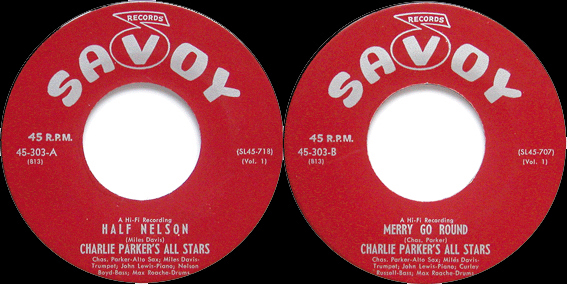 RECORDS
SAVOY
45 R.P.M.
45-303-A
(B13)
(SL45-718)
(Vol. 1)
A Hi-Fi Recording
HALF NELSON
(Miles Davis)
CHARLIE PARKER'S ALL STARS
Chas. Parker-Alto Sax; Miles Davis-
Trumpet; John Lewis-Piano; Nelson
Boyd-Bass; Max Roache-Drums
RECORDS
SAVOY
45 R.P.M.
45-303-B
(B13)
(SL45-707)
(Vol. 1)
A Hi-Fi Recording
MERRY GO ROUND
(Chas. Parker)
CHARLIE PARKER'S ALL STARS
Chas. Parker-Alto Sax; Miles Davis-
Trumpet; John Lewis-Piano; Curley
Russell-Bass; Max Roache-Drums